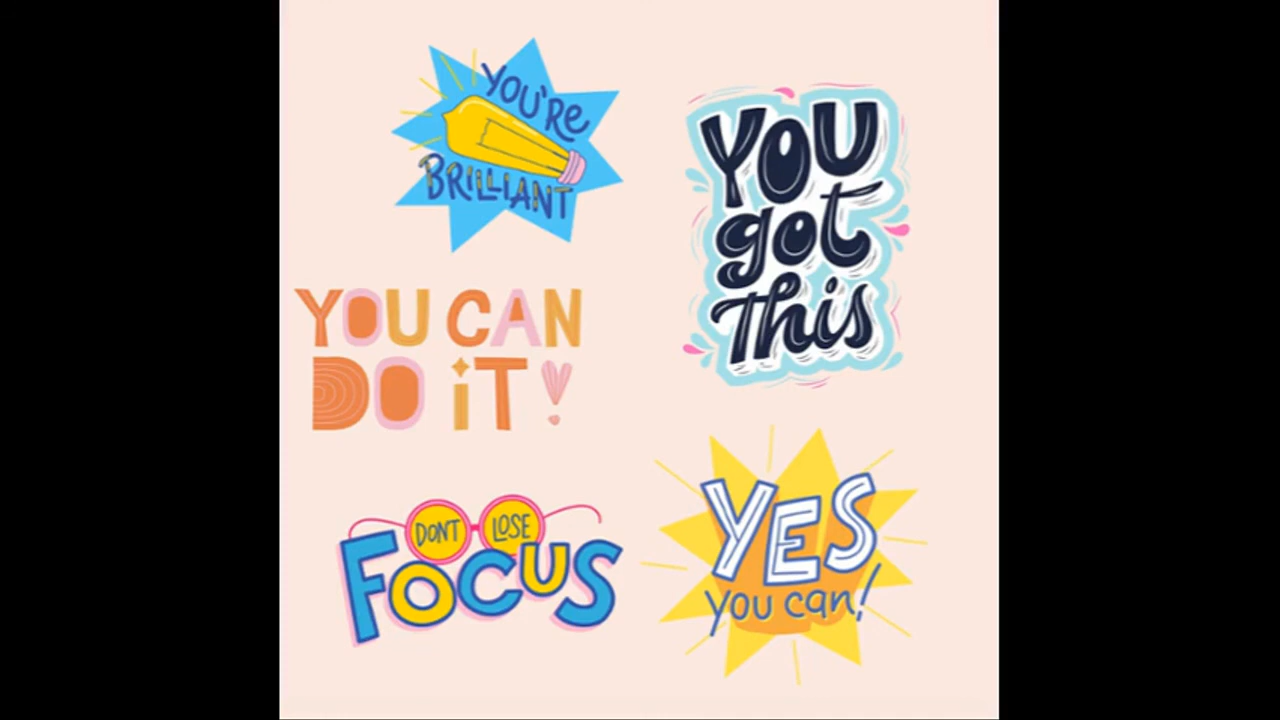 YOU'RE
BRILLIANT
YOU
got
This
YOU CAN
DO iT!
DONT LOSE
FOCUS
YES
you can!